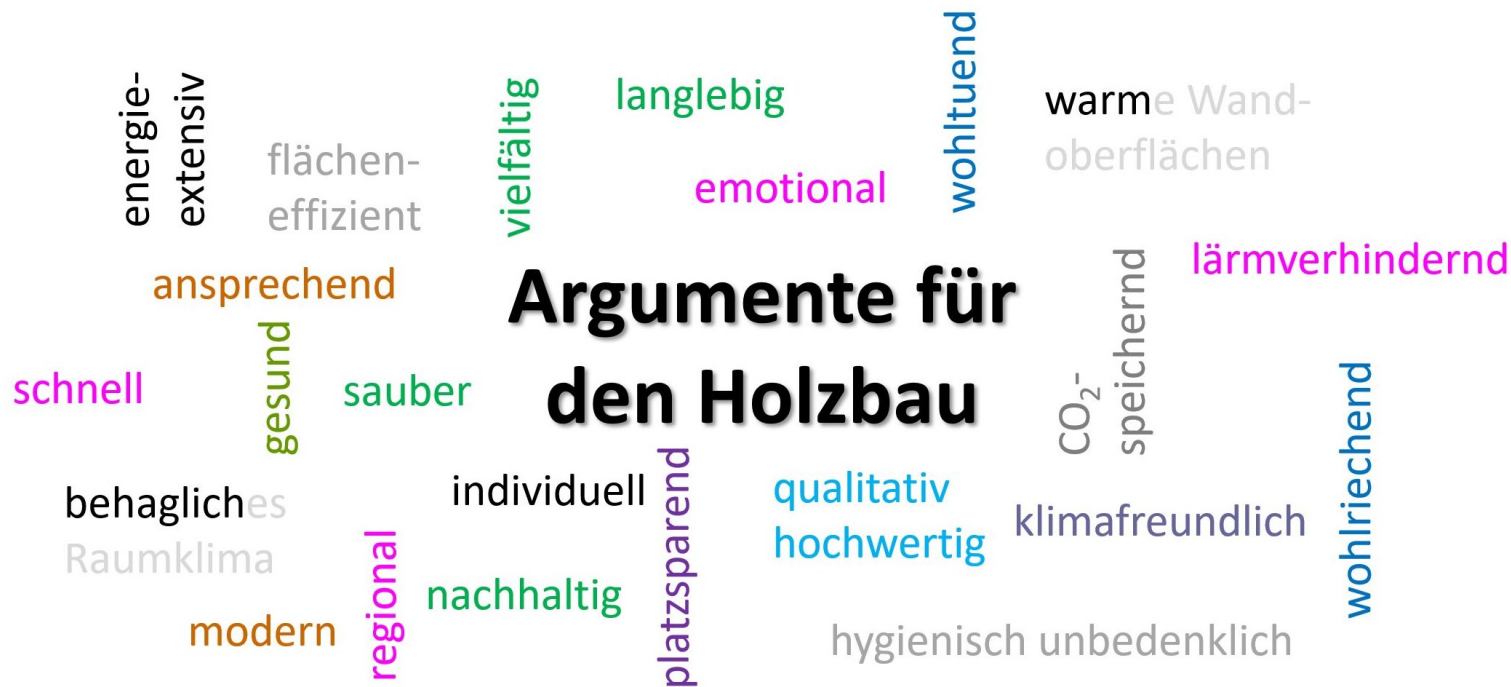 energie-
extensiv
flächen-
effizient
vielfältig
langlebig
emotional
wohltuend
warme Wand-
oberflächen
ansprechend
Argumente für
den Holzbau
CO₂-
speichernd
lärmverhindernd
schnell
gesund
sauber
behagliches
Raumklima
individuell
platzsparend
qualitativ
hochwertig
klimafreundlich
wohlriechend
regional
nachhaltig
modern
hygienisch unbedenklich